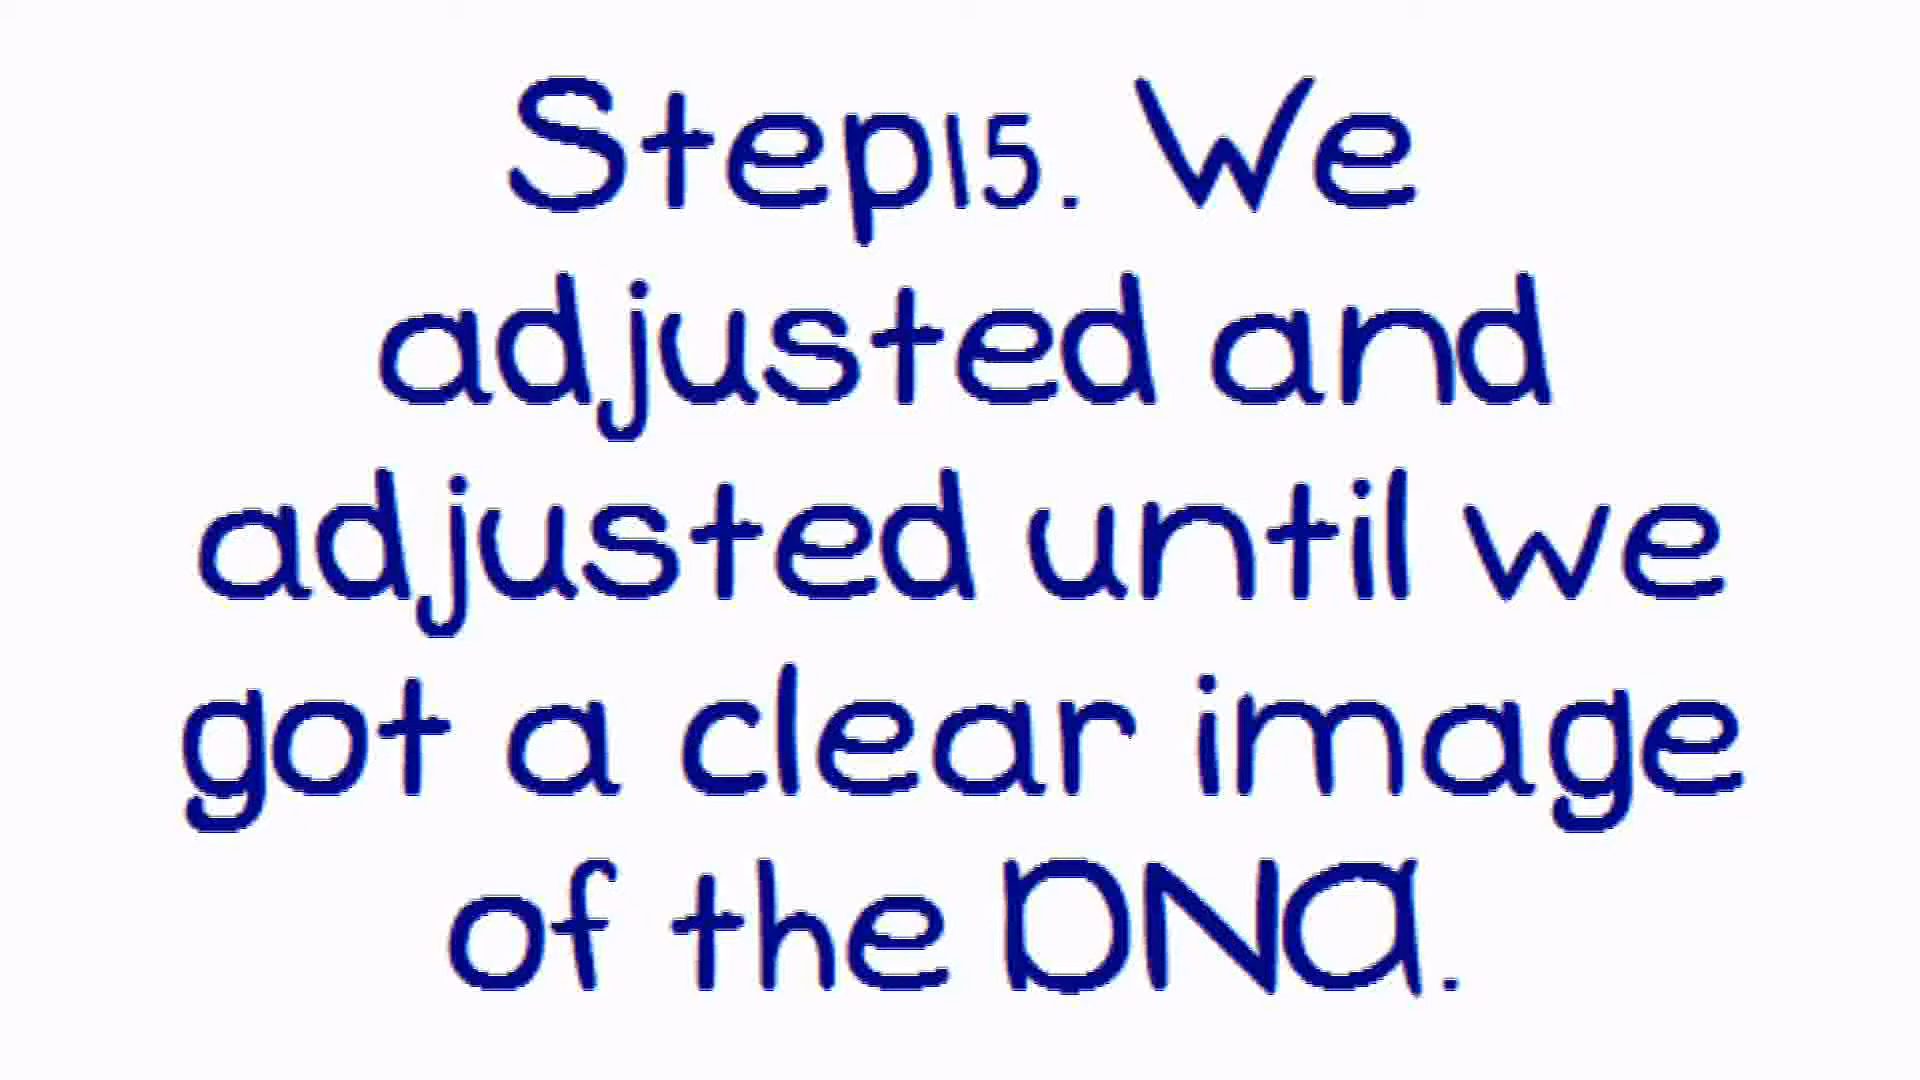 Step15. We
adjusted and
adjusted until we
got a clear image
of the DNA.